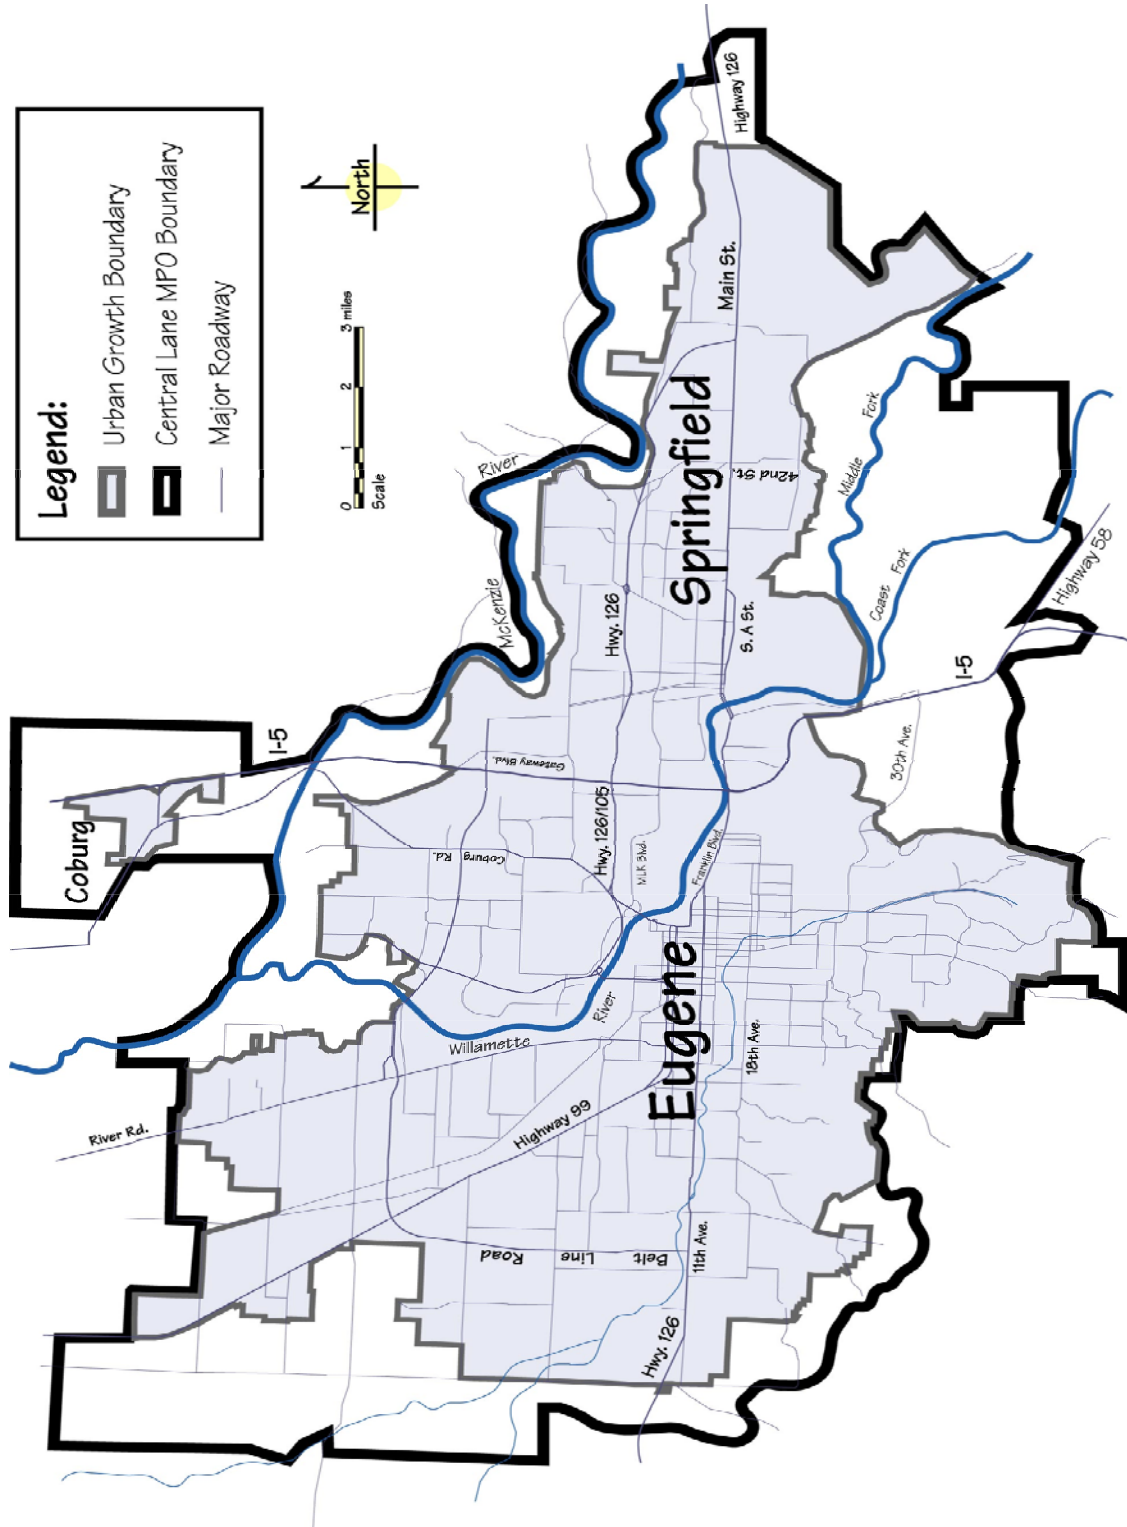 Legend:
Urban Growth Boundary
Central Lane MPO Boundary
Major Roadway
North
0 1 2 3 miles
Scale
Coburg
I-5
McKenzie
River
Highway 126
Main St.
Springfield
42nd St.
Hwy. 126
S. A St.
Middle
Fork
Coast
Fork
Highway 58
I-5
30th Ave.
Gateway Blvd.
Hwy. 126/105
Coburg Rd.
MLK Blvd.
Franklin Blvd.
Eugene
Willamette
River
River Rd.
Highway 99
18th Ave.
Belt Line Road
11th Ave.
Hwy. 126